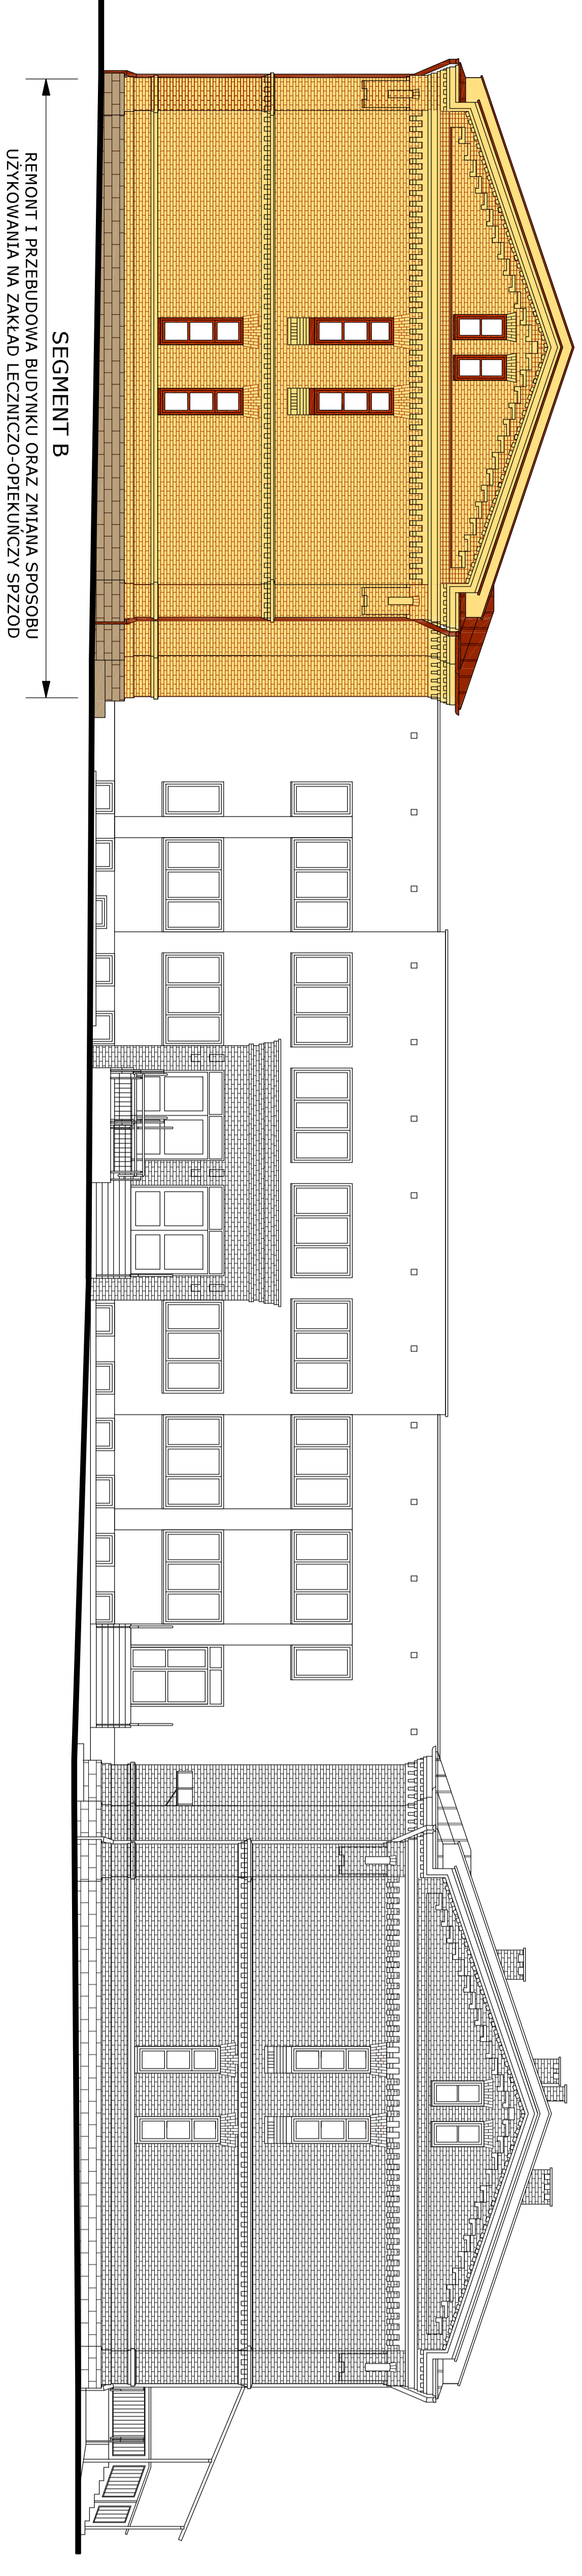 SEGMENT B
REMONT I PRZEBUDOWA BUDYNKU ORAZ ZMIANA SPOSOBU
UŻYKOWANIA NA ZAKŁAD LECZNICZO-OPIEKUŃCZY SPZZOD